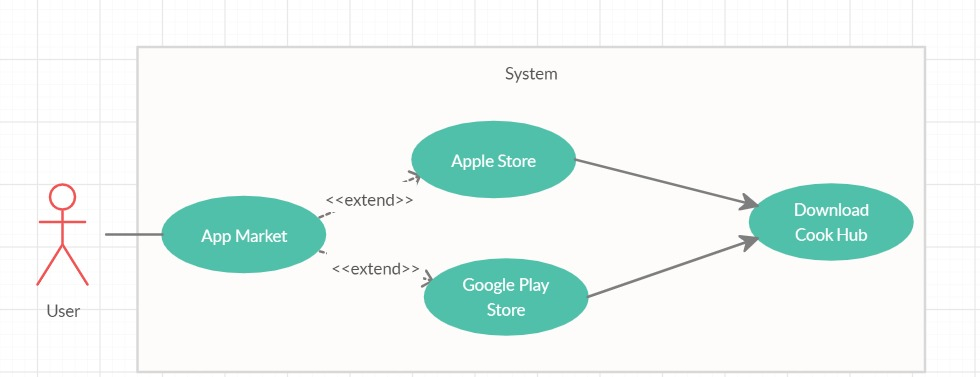 System
Apple Store
<<extend>>
Download
Cook Hub
App Market
<<extend>>
Google Play
Store
User